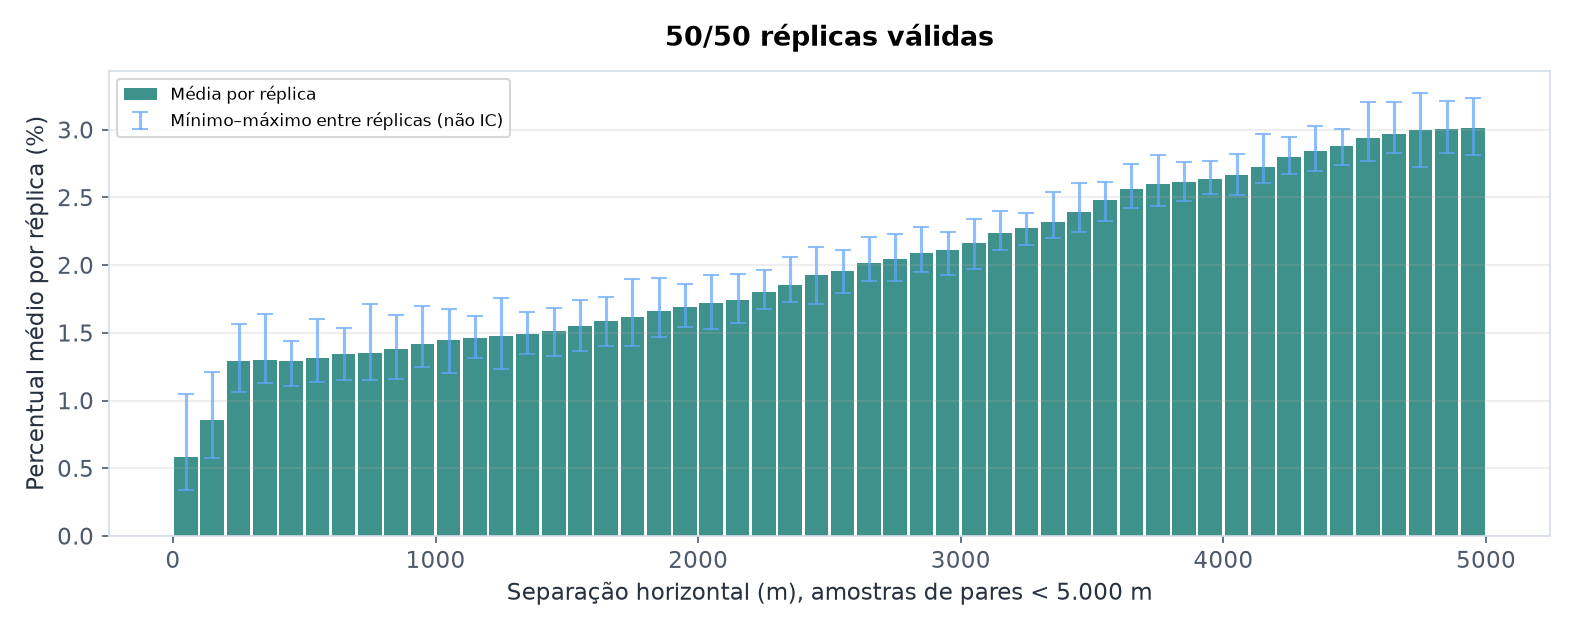 50/50 réplicas válidas
Média por réplica
Mínimo–máximo entre réplicas (não IC)
Percentual médio por réplica (%)
3.0
2.5
2.0
1.5
1.0
0.5
0.0
0 1000 2000 3000 4000 5000
Separação horizontal (m), amostras de pares < 5.000 m